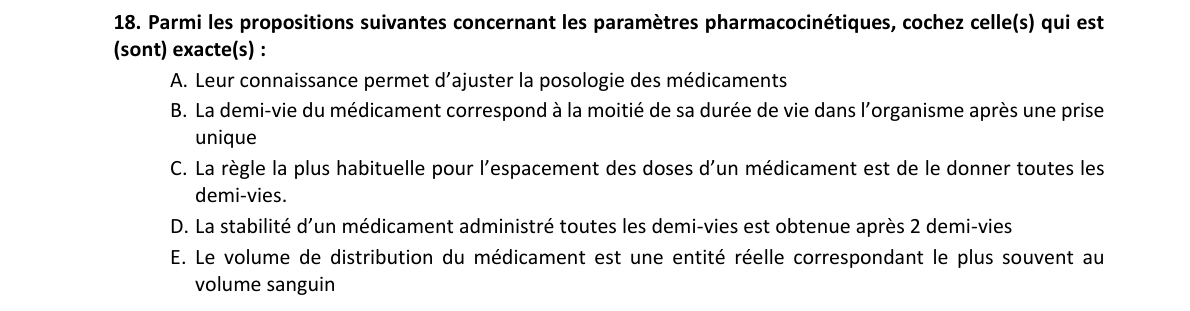 18. Parmi les propositions suivantes concernant les paramètres pharmacocinétiques, cochez celle(s) qui est
(sont) exacte(s) :
A. Leur connaissance permet d’ajuster la posologie des médicaments
B. La demi-vie du médicament correspond à la moitié de sa durée de vie dans l’organisme après une prise
unique
C. La règle la plus habituelle pour l’espacement des doses d’un médicament est de le donner toutes les
demi-vies.
D. La stabilité d’un médicament administré toutes les demi-vies est obtenue après 2 demi-vies
E. Le volume de distribution du médicament est une entité réelle correspondant le plus souvent au
volume sanguin